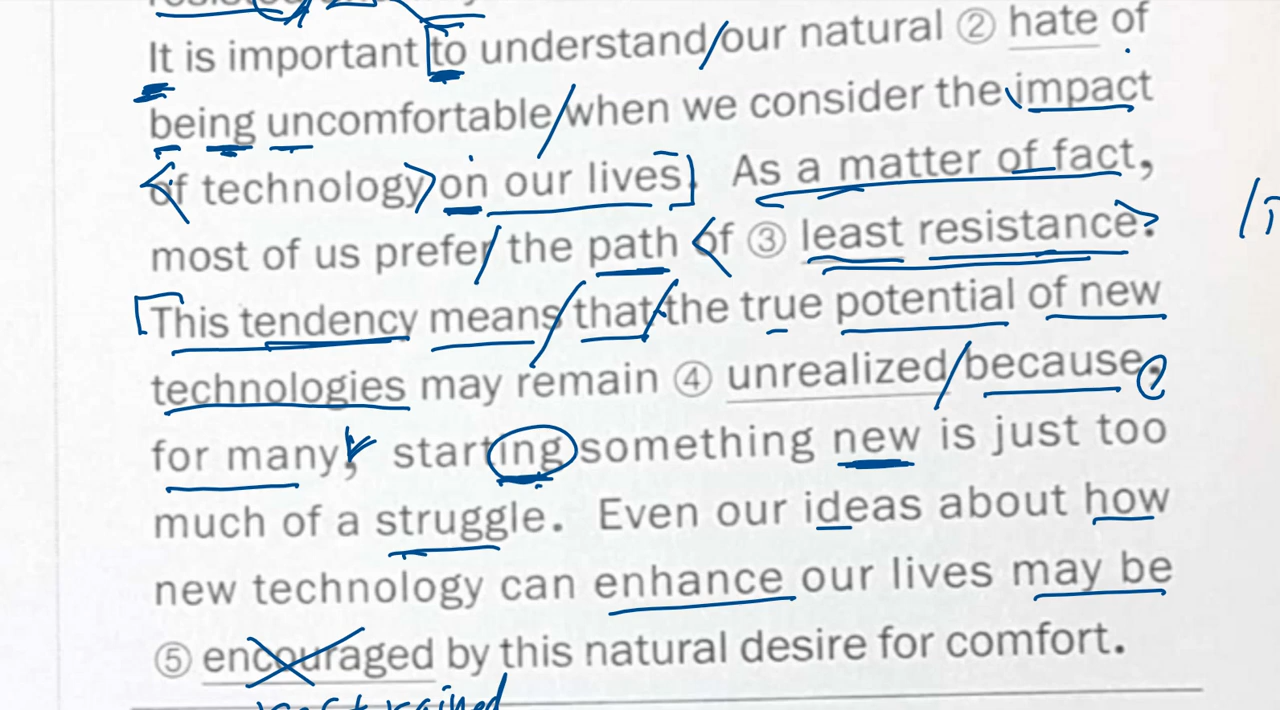 It is important to understand our natural ② hate of
being uncomfortable when we consider the impact
of technology on our lives. As a matter of fact,
most of us prefer the path of ③ least resistance.
This tendency means that the true potential of new
technologies may remain ④ unrealized because,
for many, starting something new is just too
much of a struggle. Even our ideas about how
new technology can enhance our lives may be
⑤ encouraged by this natural desire for comfort.